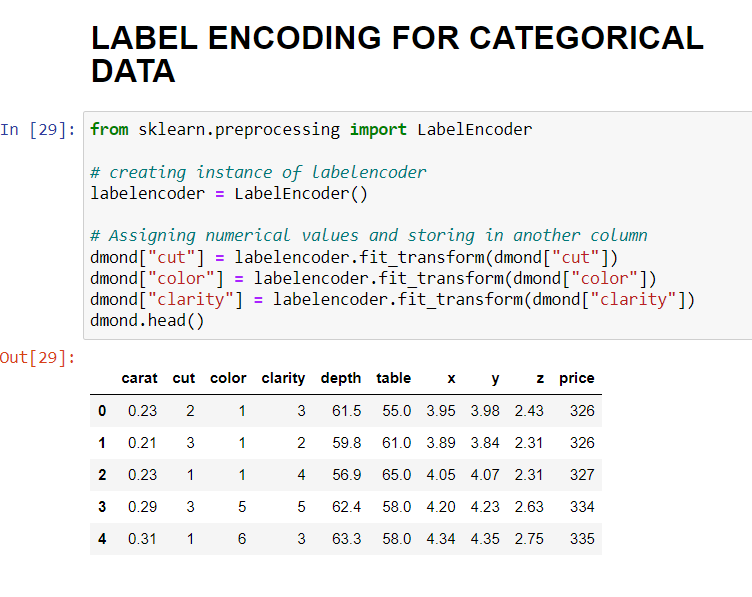 LABEL ENCODING FOR CATEGORICAL
DATA
In [29]: from sklearn.preprocessing import LabelEncoder
# creating instance of labelencoder
labelencoder = LabelEncoder()
# Assigning numerical values and storing in another column
dmond["cut"] = labelencoder.fit_transform(dmond["cut"])
dmond["color"] = labelencoder.fit_transform(dmond["color"])
dmond["clarity"] = labelencoder.fit_transform(dmond["clarity"])
dmond.head()
Out[29]:
carat cut color clarity depth table x y z price
0 0.23 2 1 3 61.5 55.0 3.95 3.98 2.43 326
1 0.21 3 1 2 59.8 61.0 3.89 3.84 2.31 326
2 0.23 1 1 4 56.9 65.0 4.05 4.07 2.31 327
3 0.29 3 5 5 62.4 58.0 4.20 4.23 2.63 334
4 0.31 1 6 3 63.3 58.0 4.34 4.35 2.75 335